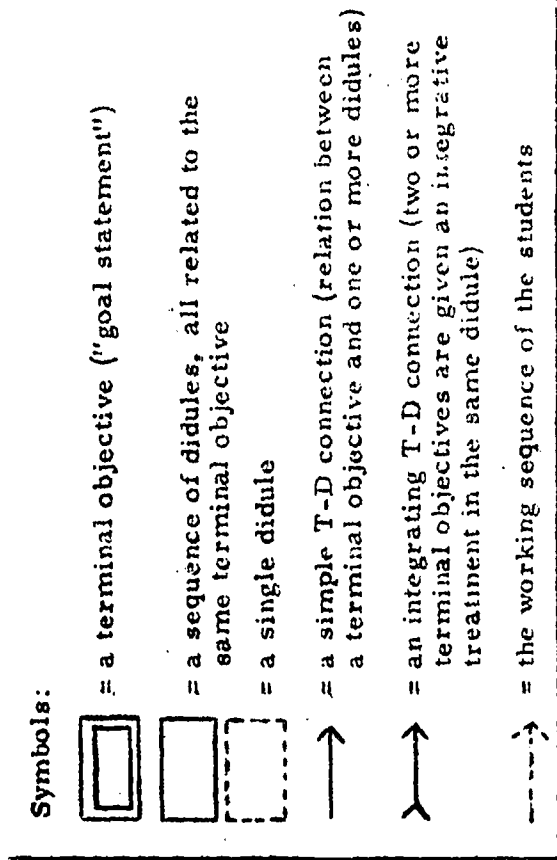 Symbols:
= a terminal objective ("goal statement")
= a sequence of didules, all related to the
same terminal objective
= a single didule
= a simple T-D connection (relation between
a terminal objective and one or more didules)
= an integrating T-D connection (two or more
terminal objectives are given an integrative
treatment in the same didule)
= the working sequence of the students